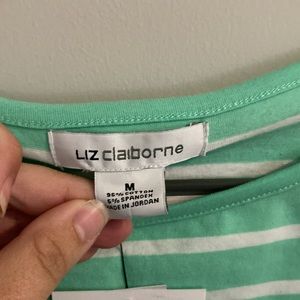 LIZ claiborne
M
95% COTTON
5% SPANDEX
MADE IN JORDAN